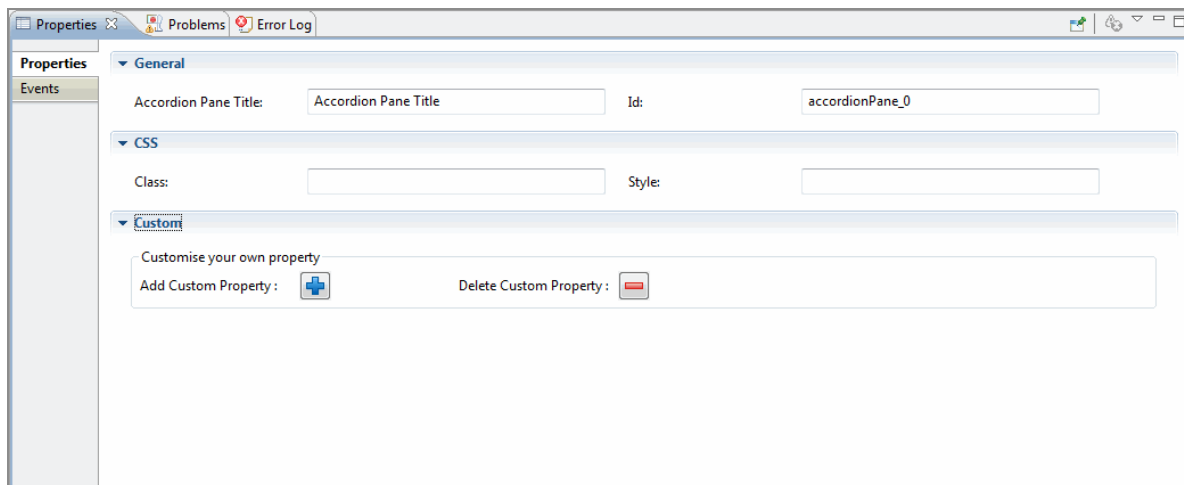 Properties Problems Error Log
Properties
Events
General
Accordion Pane Title: Accordion Pane Title Id: accordionPane_0
CSS
Class: Style:
Custom
Customise your own property
Add Custom Property : Delete Custom Property :